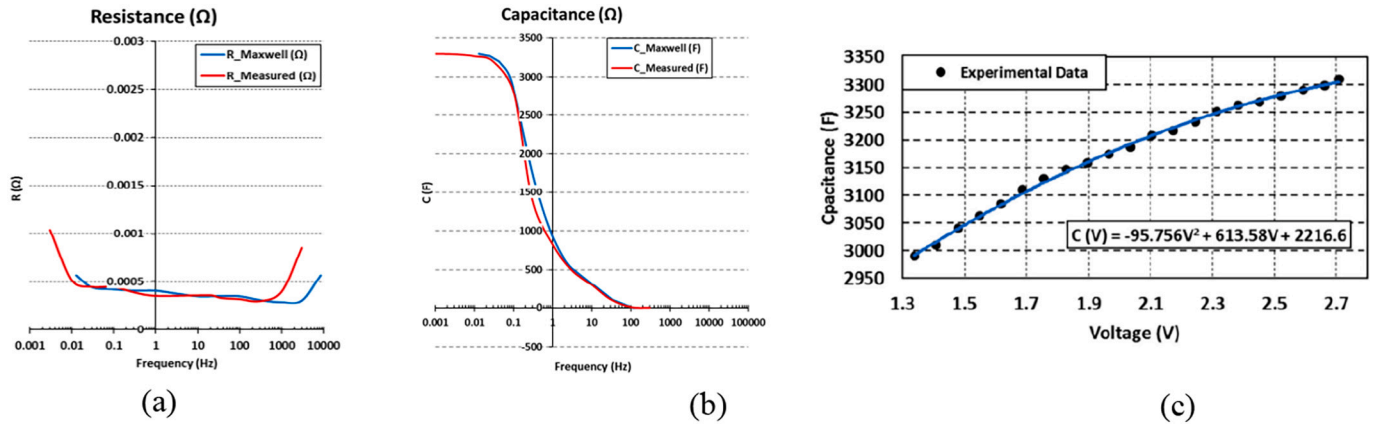 Resistance (Ω)
0.003
0.0025
0.002
0.0015
0.001
0.0005
0
R_Maxwell (Ω)
R_Measured (Ω)
R (Ω)
0.001 0.01 0.1 1 10 100 1000 10000
Frequency (Hz)
(a)
Capacitance (Ω)
3500
3000
2500
2000
1500
1000
500
0
-500
C_Maxwell (F)
C_Measured (F)
C (F)
0.001 0.01 0.1 1 10 100 1000 10000 100000
Frequency (Hz)
(b)
3350
3300
3250
3200
3150
3100
3050
3000
2950
Cpacitance (F)
Experimental Data
C (V) = -95.756V² + 613.58V + 2216.6
1.3 1.5 1.7 1.9 2.1 2.3 2.5 2.7
Voltage (V)
(c)